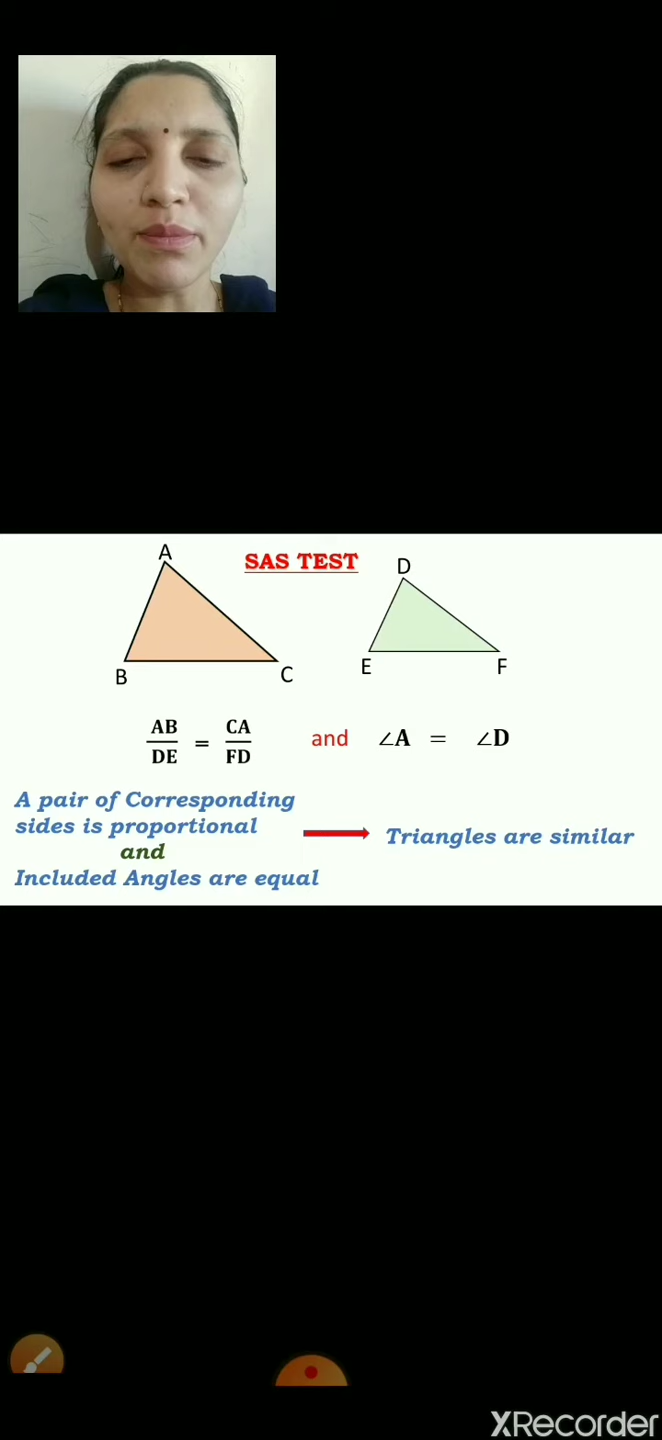 A
SAS TEST
D
B
C
E
F
AB
DE
=
CA
FD
and
∠A = ∠D
A pair of Corresponding
sides is proportional
and
Included Angles are equal
Triangles are similar
XRecorder